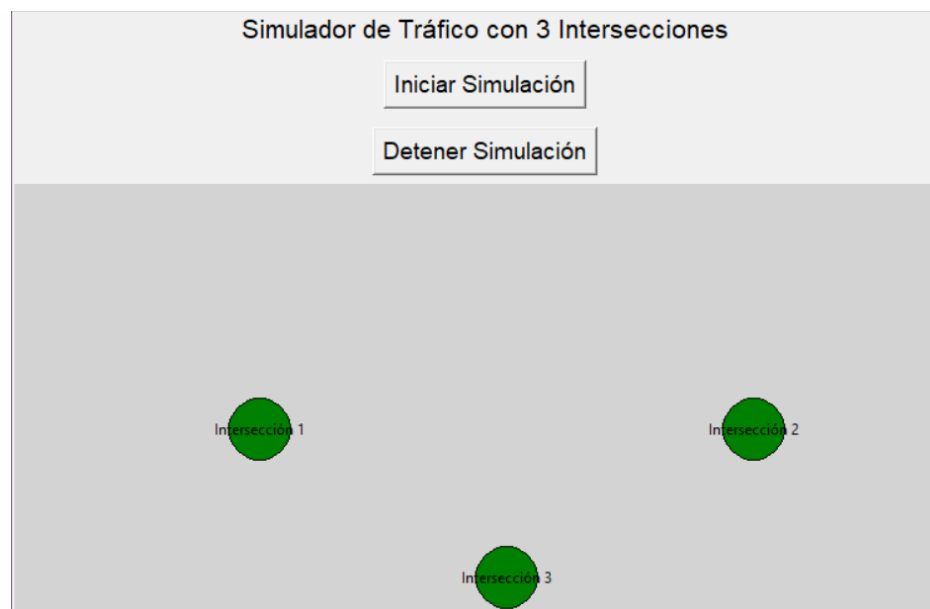 Simulador de Tráfico con 3 Intersecciones
Iniciar Simulación
Detener Simulación
Intersección 1
Intersección 2
Intersección 3